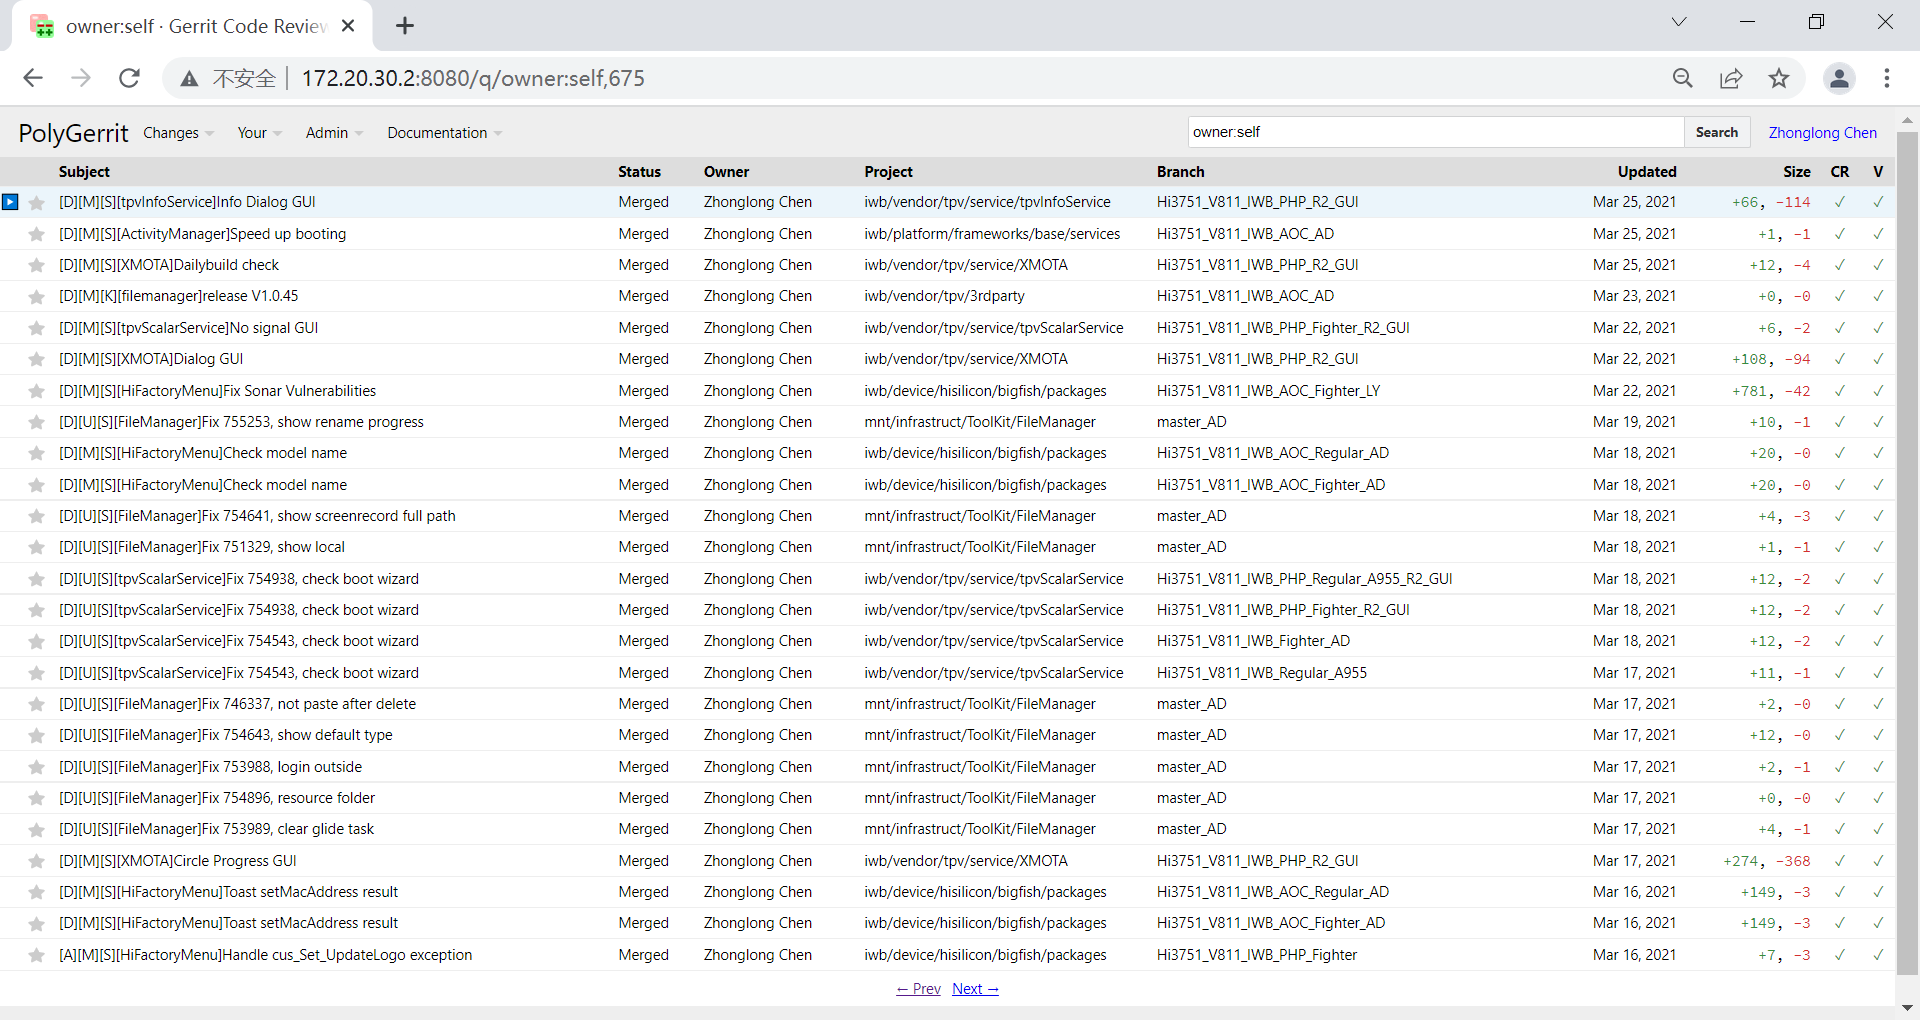 owner:self · Gerrit Code Review
不安全 172.20.30.2:8080/q/owner:self,675
PolyGerrit Changes Your Admin Documentation owner:self Search Zhonglong Chen
Subject Status Owner Project Branch Updated Size CR V
[D][M][S][tpvInfoService]Info Dialog GUI Merged Zhonglong Chen iwb/vendor/tpv/service/tpvInfoService Hi3751_V811_IWB_PHP_R2_GUI Mar 25, 2021 +66, -114 ✓ ✓
[D][M][S][ActivityManager]Speed up booting Merged Zhonglong Chen iwb/platform/frameworks/base/services Hi3751_V811_IWB_AOC_AD Mar 25, 2021 +1, -1 ✓ ✓
[D][M][S][XMOTA]Dailybuild check Merged Zhonglong Chen iwb/vendor/tpv/service/XMOTA Hi3751_V811_IWB_PHP_R2_GUI Mar 25, 2021 +12, -4 ✓ ✓
[D][M][K][filemanager]release V1.0.45 Merged Zhonglong Chen iwb/vendor/tpv/3rdparty Hi3751_V811_IWB_AOC_AD Mar 23, 2021 +0, -0 ✓ ✓
[D][M][S][tpvScalarService]No signal GUI Merged Zhonglong Chen iwb/vendor/tpv/service/tpvScalarService Hi3751_V811_IWB_PHP_Fighter_R2_GUI Mar 22, 2021 +6, -2 ✓ ✓
[D][M][S][XMOTA]Dialog GUI Merged Zhonglong Chen iwb/vendor/tpv/service/XMOTA Hi3751_V811_IWB_PHP_R2_GUI Mar 22, 2021 +108, -94 ✓ ✓
[D][M][S][HiFactoryMenu]Fix Sonar Vulnerabilities Merged Zhonglong Chen iwb/device/hisilicon/bigfish/packages Hi3751_V811_IWB_AOC_Fighter_LY Mar 22, 2021 +781, -42 ✓ ✓
[D][U][S][FileManager]Fix 755253, show rename progress Merged Zhonglong Chen mnt/infrastruct/ToolKit/FileManager master_AD Mar 19, 2021 +10, -1 ✓ ✓
[D][M][S][HiFactoryMenu]Check model name Merged Zhonglong Chen iwb/device/hisilicon/bigfish/packages Hi3751_V811_IWB_AOC_Regular_AD Mar 18, 2021 +20, -0 ✓ ✓
[D][M][S][HiFactoryMenu]Check model name Merged Zhonglong Chen iwb/device/hisilicon/bigfish/packages Hi3751_V811_IWB_AOC_Fighter_AD Mar 18, 2021 +20, -0 ✓ ✓
[D][U][S][FileManager]Fix 754641, show screenrecord full path Merged Zhonglong Chen mnt/infrastruct/ToolKit/FileManager master_AD Mar 18, 2021 +4, -3 ✓ ✓
[D][U][S][FileManager]Fix 751329, show local Merged Zhonglong Chen mnt/infrastruct/ToolKit/FileManager master_AD Mar 18, 2021 +1, -1 ✓ ✓
[D][U][S][tpvScalarService]Fix 754938, check boot wizard Merged Zhonglong Chen iwb/vendor/tpv/service/tpvScalarService Hi3751_V811_IWB_PHP_Regular_A955_R2_GUI Mar 18, 2021 +12, -2 ✓ ✓
[D][U][S][tpvScalarService]Fix 754938, check boot wizard Merged Zhonglong Chen iwb/vendor/tpv/service/tpvScalarService Hi3751_V811_IWB_PHP_Fighter_R2_GUI Mar 18, 2021 +12, -2 ✓ ✓
[D][U][S][tpvScalarService]Fix 754543, check boot wizard Merged Zhonglong Chen iwb/vendor/tpv/service/tpvScalarService Hi3751_V811_IWB_Fighter_AD Mar 18, 2021 +12, -2 ✓ ✓
[D][U][S][tpvScalarService]Fix 754543, check boot wizard Merged Zhonglong Chen iwb/vendor/tpv/service/tpvScalarService Hi3751_V811_IWB_Regular_A955 Mar 17, 2021 +11, -1 ✓ ✓
[D][U][S][FileManager]Fix 746337, not paste after delete Merged Zhonglong Chen mnt/infrastruct/ToolKit/FileManager master_AD Mar 17, 2021 +2, -0 ✓ ✓
[D][U][S][FileManager]Fix 754643, show default type Merged Zhonglong Chen mnt/infrastruct/ToolKit/FileManager master_AD Mar 17, 2021 +12, -0 ✓ ✓
[D][U][S][FileManager]Fix 753988, login outside Merged Zhonglong Chen mnt/infrastruct/ToolKit/FileManager master_AD Mar 17, 2021 +2, -1 ✓ ✓
[D][U][S][FileManager]Fix 754896, resource folder Merged Zhonglong Chen mnt/infrastruct/ToolKit/FileManager master_AD Mar 17, 2021 +0, -0 ✓ ✓
[D][U][S][FileManager]Fix 753989, clear glide task Merged Zhonglong Chen mnt/infrastruct/ToolKit/FileManager master_AD Mar 17, 2021 +4, -1 ✓ ✓
[D][M][S][XMOTA]Circle Progress GUI Merged Zhonglong Chen iwb/vendor/tpv/service/XMOTA Hi3751_V811_IWB_PHP_R2_GUI Mar 17, 2021 +274, -368 ✓ ✓
[D][M][S][HiFactoryMenu]Toast setMacAddress result Merged Zhonglong Chen iwb/device/hisilicon/bigfish/packages Hi3751_V811_IWB_AOC_Regular_AD Mar 16, 2021 +149, -3 ✓ ✓
[D][M][S][HiFactoryMenu]Toast setMacAddress result Merged Zhonglong Chen iwb/device/hisilicon/bigfish/packages Hi3751_V811_IWB_AOC_Fighter_AD Mar 16, 2021 +149, -3 ✓ ✓
[A][M][S][HiFactoryMenu]Handle cus_Set_UpdateLogo exception Merged Zhonglong Chen iwb/device/hisilicon/bigfish/packages Hi3751_V811_IWB_PHP_Fighter Mar 16, 2021 +7, -3 ✓ ✓
← Prev Next →